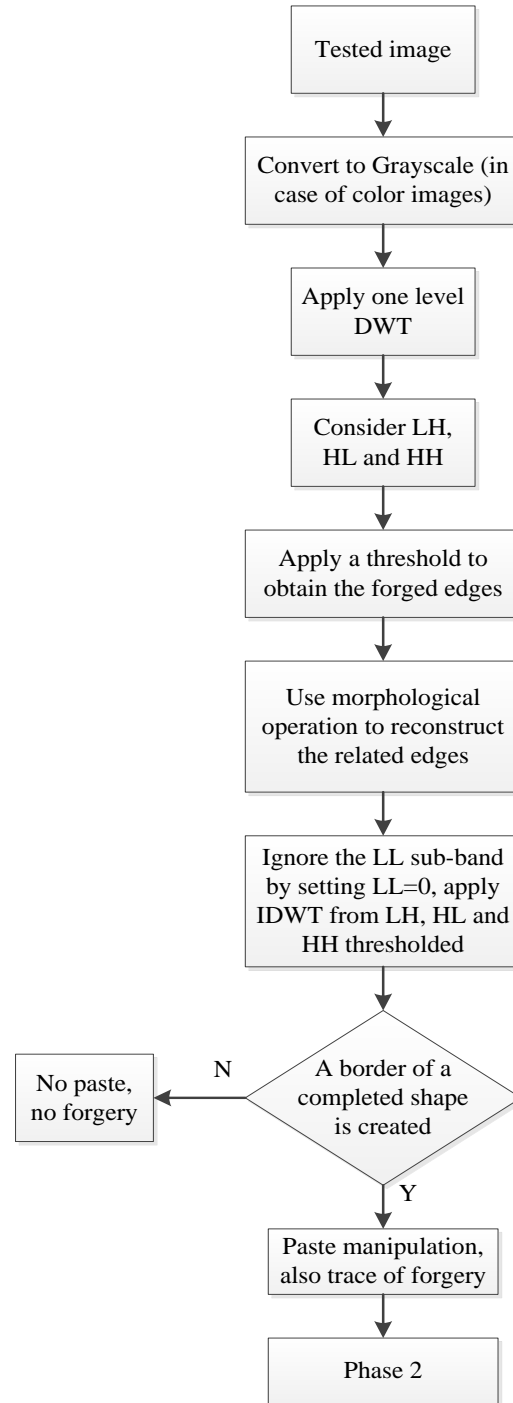 Tested image
Convert to Grayscale (in
case of color images)
Apply one level
DWT
Consider LH,
HL and HH
Apply a threshold to
obtain the forged edges
Use morphological
operation to reconstruct
the related edges
Ignore the LL sub-band
by setting LL=0, apply
IDWT from LH, HL and
HH thresholded
A border of a
completed shape
is created
N
No paste,
no forgery
Y
Paste manipulation,
also trace of forgery
Phase 2